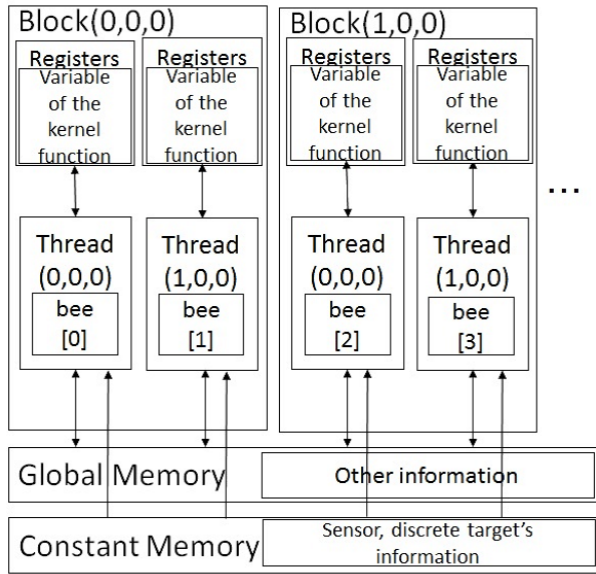 Block(0,0,0)
Registers
Variable
of the
kernel
function
Registers
Variable
of the
kernel
function
Thread
(0,0,0)
bee
[0]
Thread
(1,0,0)
bee
[1]
Block(1,0,0)
Registers
Variable
of the
kernel
function
Registers
Variable
of the
kernel
function
Thread
(0,0,0)
bee
[2]
Thread
(1,0,0)
bee
[3]
...
Global Memory
Other information
Constant Memory
Sensor, discrete target's
information